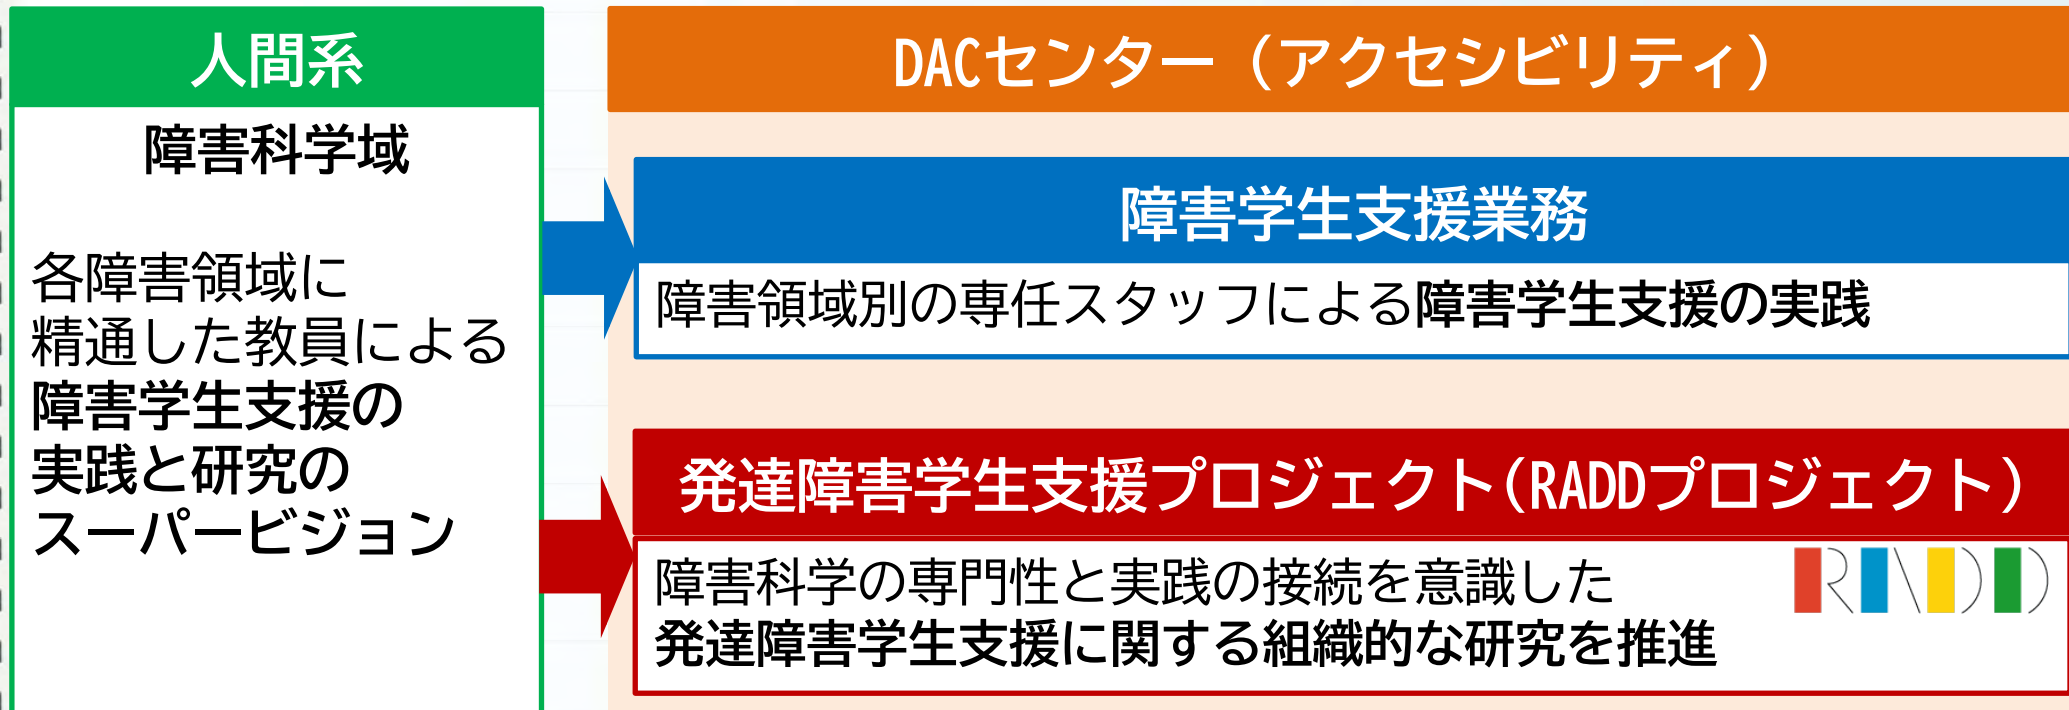 人間系
障害科学域
各障害領域に
精通した教員による
障害学生支援の
実践と研究の
スーパービジョン
DACセンター（アクセシビリティ）
障害学生支援業務
障害領域別の専任スタッフによる障害学生支援の実践
発達障害学生支援プロジェクト(RADDプロジェクト)
障害科学の専門性と実践の接続を意識した
発達障害学生支援に関する組織的な研究を推進
RADD